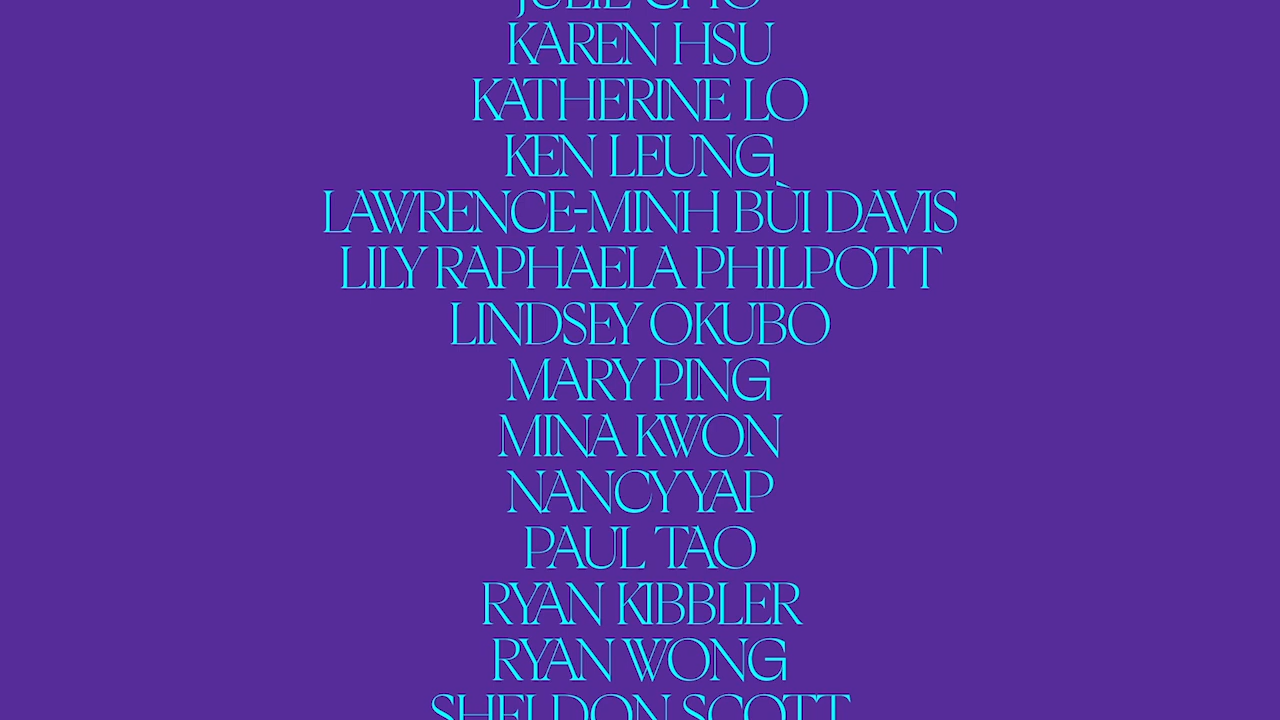 JULIE CHO
KAREN HSU
KATHERINE LO
KEN LEUNG
LAWRENCE-MINH BÙI DAVIS
LILY RAPHAELA PHILPOTT
LINDSEY OKUBO
MARY PING
MINA KWON
NANCY YAP
PAUL TAO
RYAN KIBBLER
RYAN WONG
SHELDON SCOTT